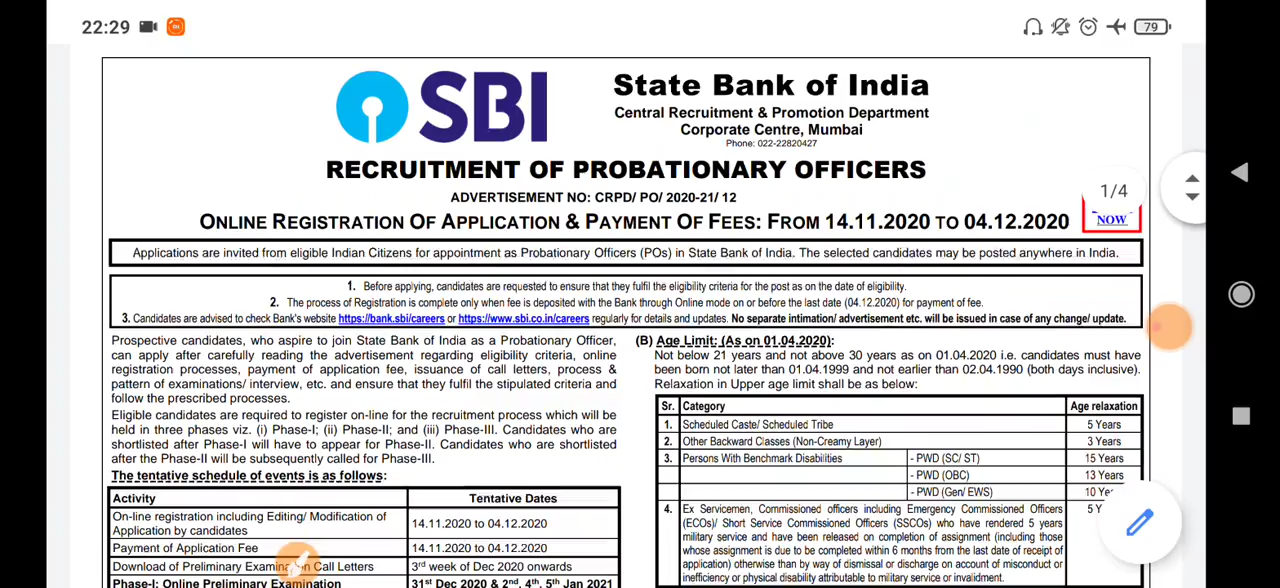 22:29
79
SBI
State Bank of India
Central Recruitment & Promotion Department
Corporate Centre, Mumbai
Phone: 022-22820427
RECRUITMENT OF PROBATIONARY OFFICERS
ADVERTISEMENT NO: CRPD/ PO/ 2020-21/ 12
1/4
NOW
ONLINE REGISTRATION OF APPLICATION & PAYMENT OF FEES: FROM 14.11.2020 TO 04.12.2020
Applications are invited from eligible Indian Citizens for appointment as Probationary Officers (POs) in State Bank of India. The selected candidates may be posted anywhere in India.
1. Before applying, candidates are requested to ensure that they fulfil the eligibility criteria for the post as on the date of eligibility.
2. The process of Registration is complete only when fee is deposited with the Bank through Online mode on or before the last date (04.12.2020) for payment of fee.
3. Candidates are advised to check Bank's website https://bank.sbi/careers or https://www.sbi.co.in/careers regularly for details and updates. No separate intimation/ advertisement etc. will be issued in case of any change/ update.
Prospective candidates, who aspire to join State Bank of India as a Probationary Officer,
can apply after carefully reading the advertisement regarding eligibility criteria, online
registration processes, payment of application fee, issuance of call letters, process &
pattern of examinations/ interview, etc. and ensure that they fulfil the stipulated criteria and
follow the prescribed processes.
Eligible candidates are required to register on-line for the recruitment process which will be
held in three phases viz. (i) Phase-I; (ii) Phase-II; and (iii) Phase-III. Candidates who are
shortlisted after Phase-I will have to appear for Phase-II. Candidates who are shortlisted
after the Phase-II will be subsequently called for Phase-III.
The tentative schedule of events is as follows:
Activity Tentative Dates
On-line registration including Editing/ Modification of
Application by candidates 14.11.2020 to 04.12.2020
Payment of Application Fee 14.11.2020 to 04.12.2020
Download of Preliminary Examination Call Letters 3rd week of Dec 2020 onwards
Phase-I: Online Preliminary Examination 31st Dec 2020 & 2nd, 4th, 5th Jan 2021
(B) Age Limit: (As on 01.04.2020):
Not below 21 years and not above 30 years as on 01.04.2020 i.e. candidates must have
been born not later than 01.04.1999 and not earlier than 02.04.1990 (both days inclusive).
Relaxation in Upper age limit shall be as below:
Sr. Category Age relaxation
1. Scheduled Caste/ Scheduled Tribe 5 Years
2. Other Backward Classes (Non-Creamy Layer) 3 Years
3. Persons With Benchmark Disabilities - PWD (SC/ ST) 15 Years
- PWD (OBC) 13 Years
- PWD (Gen/ EWS) 10
4. Ex Servicemen, Commissioned officers including Emergency Commissioned Officers 5
(ECOs)/ Short Service Commissioned Officers (SSCOs) who have rendered 5 years
military service and have been released on completion of assignment (including those
whose assignment is due to be completed within 6 months from the last date of receipt of
application) otherwise than by way of dismissal or discharge on account of misconduct or
inefficiency or physical disability attributable to military service or invalidment.